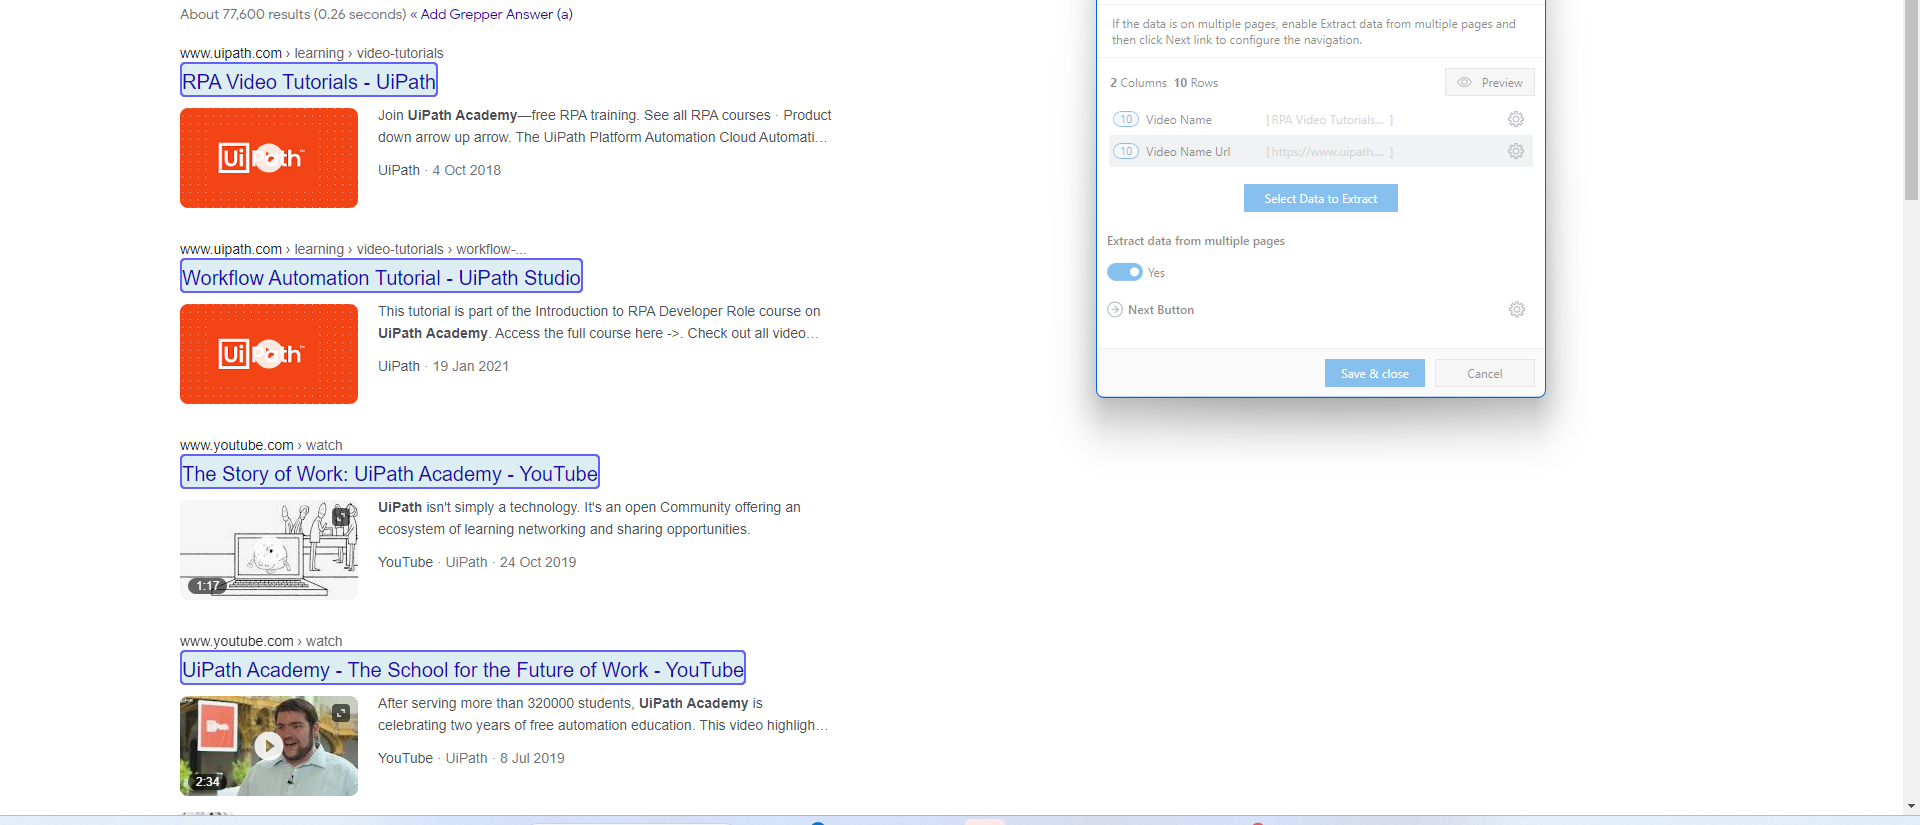 About 77,600 results (0.26 seconds) « Add Grepper Answer (a)
www.uipath.com › learning › video-tutorials
RPA Video Tutorials - UiPath
Ui Path™
Join UiPath Academy—free RPA training. See all RPA courses · Product
down arrow up arrow. The UiPath Platform Automation Cloud Automati...
UiPath · 4 Oct 2018
www.uipath.com › learning › video-tutorials › workflow-...
Workflow Automation Tutorial - UiPath Studio
Ui Path™
This tutorial is part of the Introduction to RPA Developer Role course on
UiPath Academy. Access the full course here ->. Check out all video...
UiPath · 19 Jan 2021
www.youtube.com › watch
The Story of Work: UiPath Academy - YouTube
1:17
UiPath isn't simply a technology. It's an open Community offering an
ecosystem of learning networking and sharing opportunities.
YouTube · UiPath · 24 Oct 2019
www.youtube.com › watch
UiPath Academy - The School for the Future of Work - YouTube
2:34
After serving more than 320000 students, UiPath Academy is
celebrating two years of free automation education. This video highligh...
YouTube · UiPath · 8 Jul 2019
If the data is on multiple pages, enable Extract data from multiple pages and
then click Next link to configure the navigation.
2 Columns 10 Rows
Preview
10 Video Name [ RPA Video Tutorials... ]
10 Video Name Url [ https://www.uipath.... ]
Select Data to Extract
Extract data from multiple pages
Yes
Next Button
Save & close
Cancel